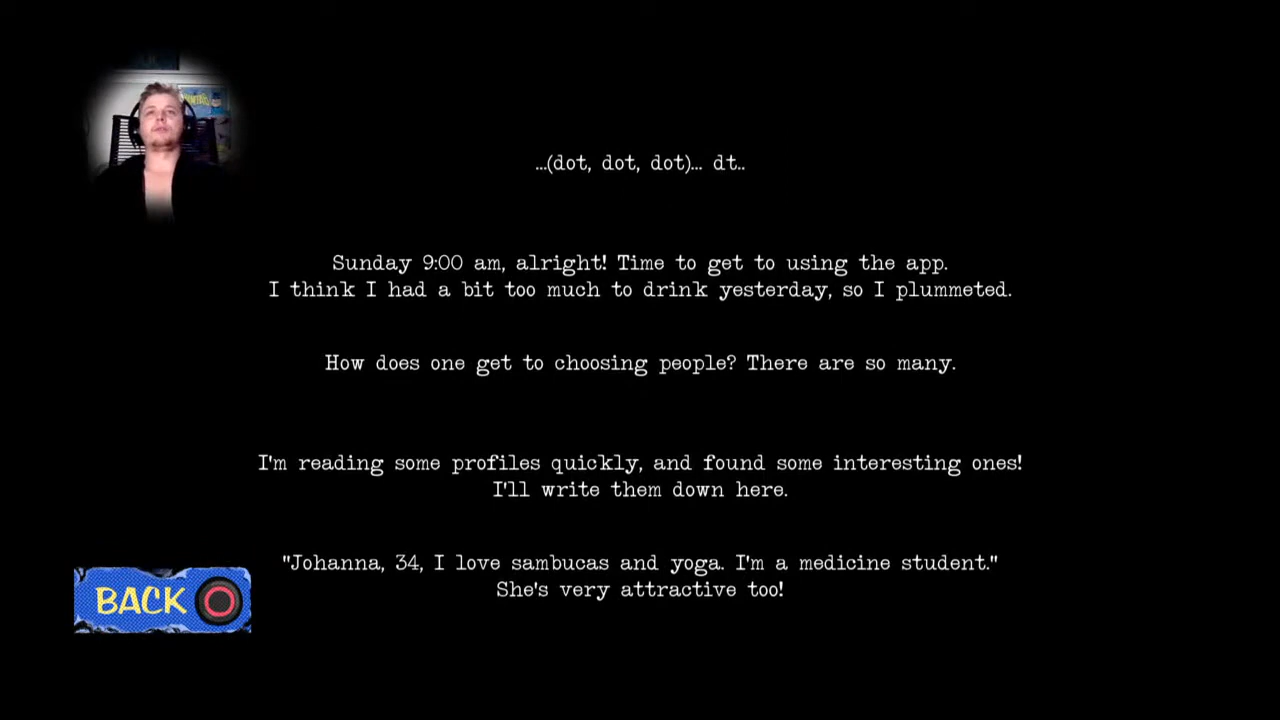 ...(dot, dot, dot)... dt..
Sunday 9:00 am, alright! Time to get to using the app.
I think I had a bit too much to drink yesterday, so I plummeted.
How does one get to choosing people? There are so many.
I'm reading some profiles quickly, and found some interesting ones!
I'll write them down here.
"Johanna, 34, I love sambucas and yoga. I'm a medicine student."
She's very attractive too!
BACK